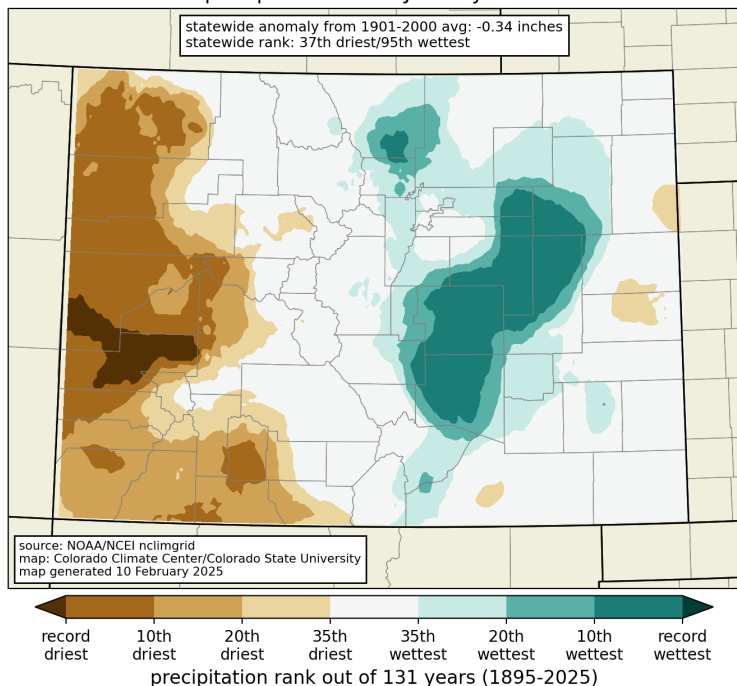 statewide anomaly from 1901-2000 avg: -0.34 inches
statewide rank: 37th driest/95th wettest
source: NOAA/NCEI nclimgrid
map: Colorado Climate Center/Colorado State University
map generated 10 February 2025
record driest
10th driest
20th driest
35th driest
35th wettest
20th wettest
10th wettest
record wettest
precipitation rank out of 131 years (1895-2025)